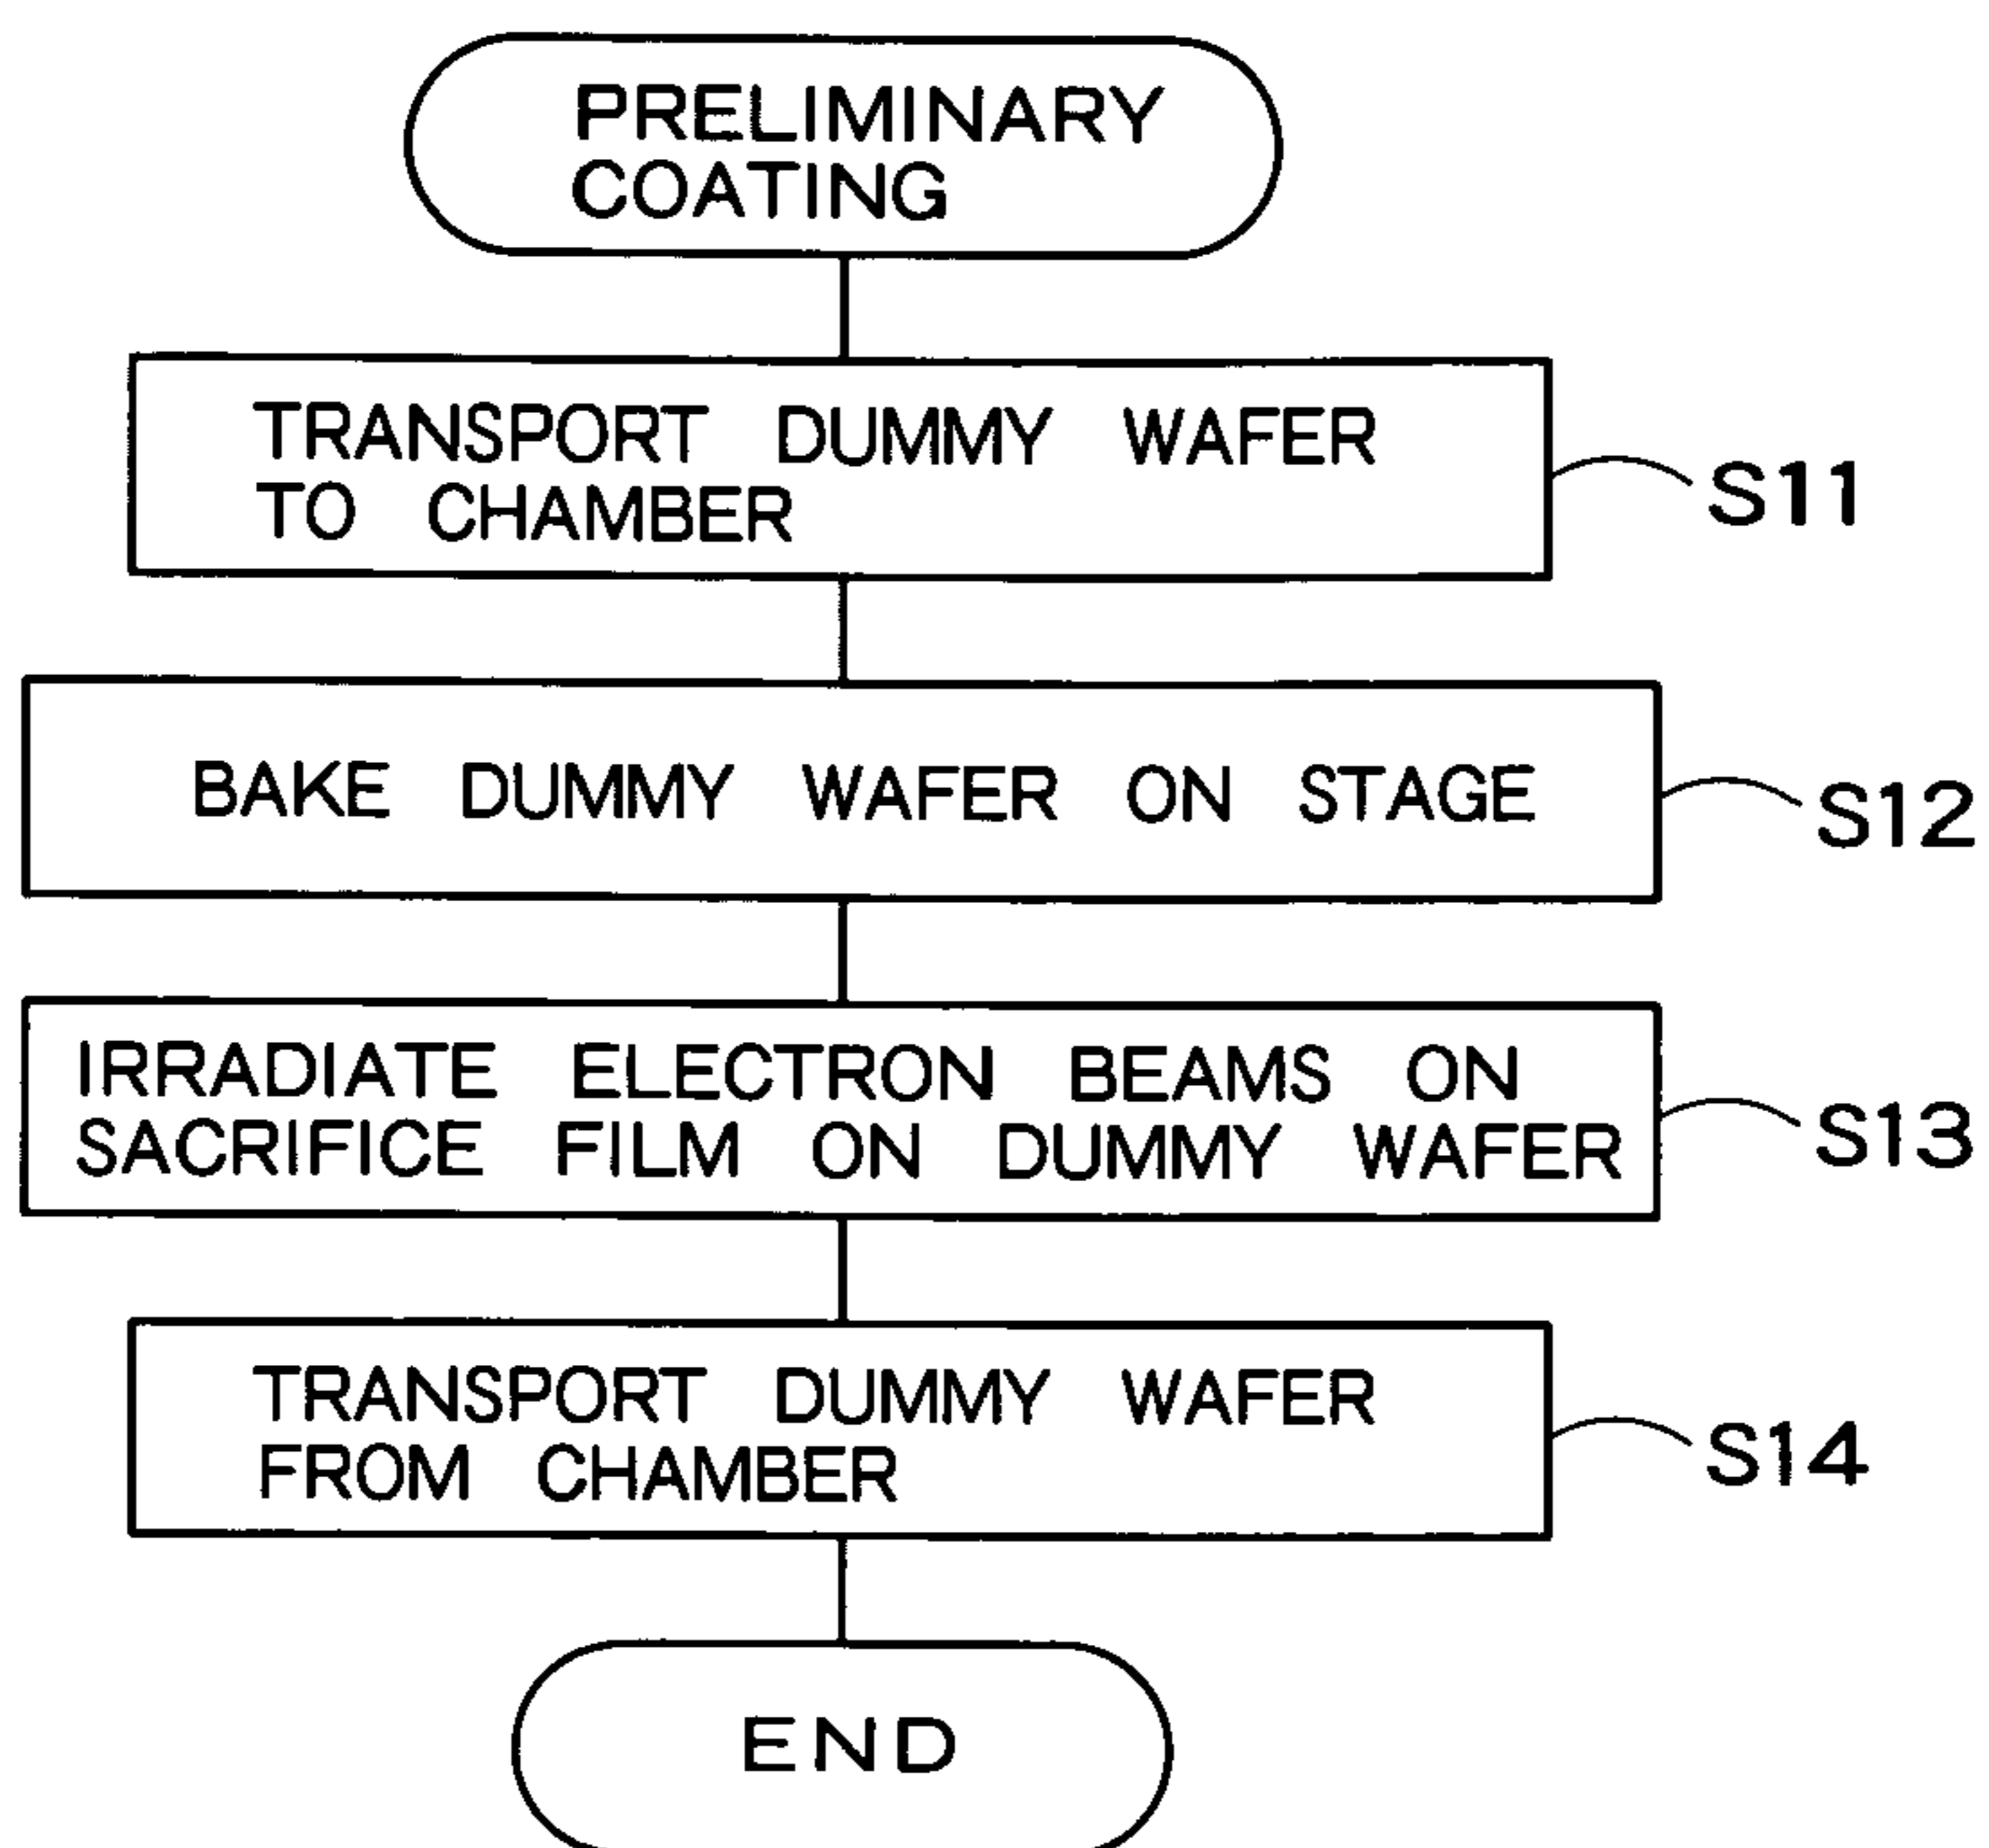 PRELIMINARY
COATING
TRANSPORT DUMMY WAFER
TO CHAMBER
S11
BAKE DUMMY WAFER ON STAGE
S12
IRRADIATE ELECTRON BEAMS ON
SACRIFICE FILM ON DUMMY WAFER
S13
TRANSPORT DUMMY WAFER
FROM CHAMBER
S14
END